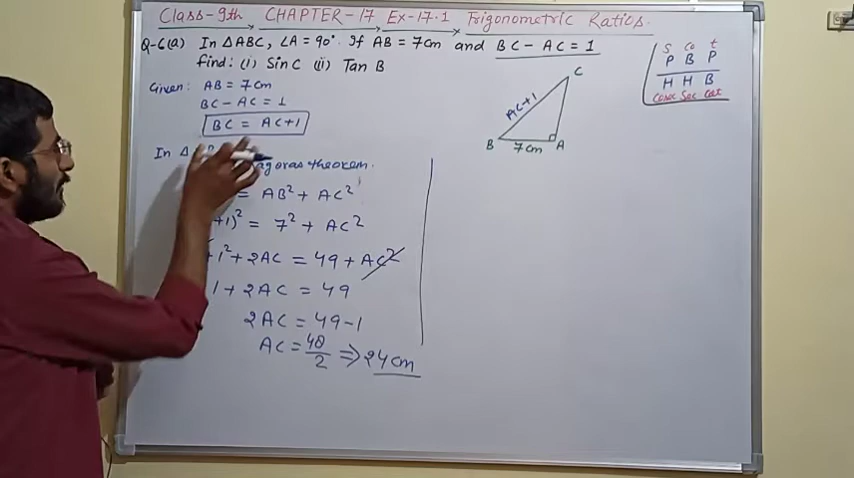 Class-9th CHAPTER-17 Ex-17.1 Trigonometric Ratios.
Q-6(a) In ΔABC, ∠A = 90°. If AB = 7cm and BC - AC = 1
find: (i) Sin C (ii) Tan B
Given: AB = 7cm
BC - AC = 1
BC = AC+1
In Δ
agoras theorem.
= AB² + AC²
+1)² = 7² + AC²
1² + 2AC = 49 + AC²
1 + 2AC = 49
2AC = 49-1
AC = 48/2 ⇒ 24cm
C
AC+1
B 7cm A
S Co t
P B P
H H B
Cosec Sec Cot